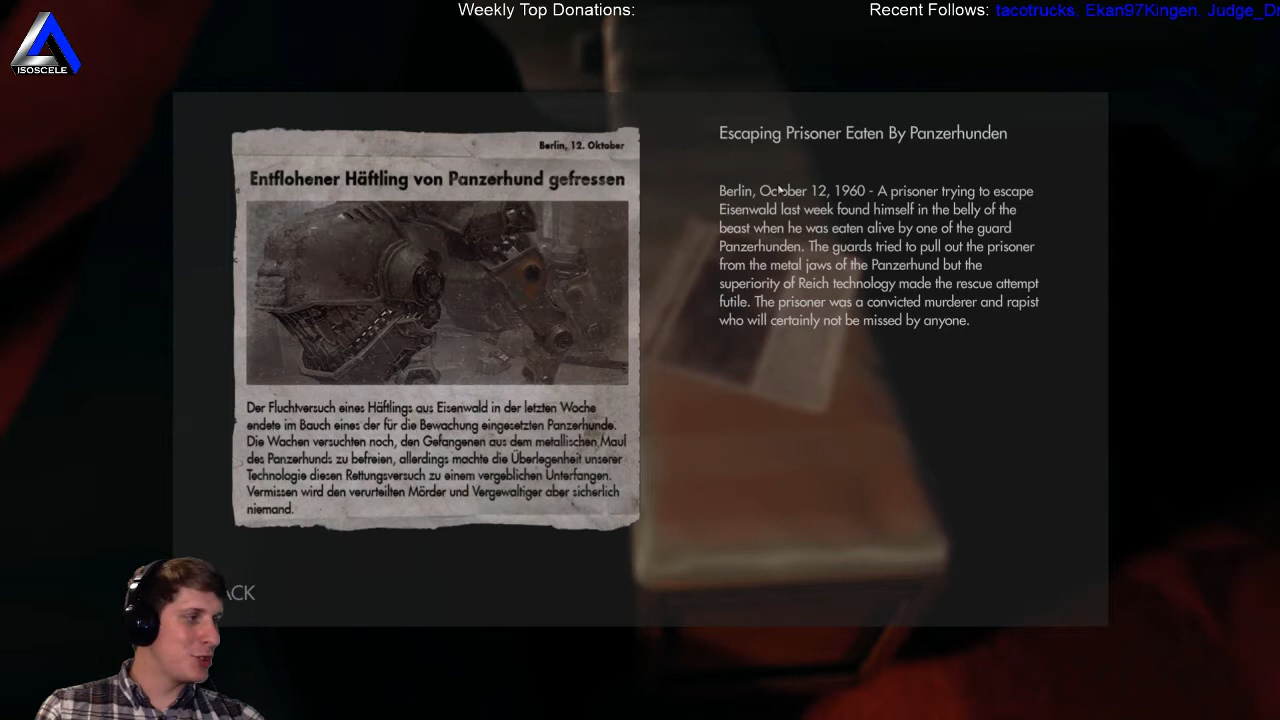 Weekly Top Donations:
Recent Follows: tacotrucks. Ekan97Kingen.
ISOSCELE
Berlin, 12. Oktober
Entflohener Häftling von Panzerhund gefressen
Der Fluchtversuch eines Häftlings aus Eisenwald in der letzten Woche
endete im Bauch eines der für die Bewachung eingesetzten Panzerhunde.
Die Wachen versuchten noch, den Gefangenen aus dem metallischen Maul
des Panzerhunds zu befreien, allerdings machte die Überlegenheit unserer
Technologie diesen Rettungsversuch zu einem vergeblichen Unterfangen.
Vermissen wird den verurteilten Mörder und Vergewaltiger aber sicherlich
niemand.
Escaping Prisoner Eaten By Panzerhunden
Berlin, October 12, 1960 - A prisoner trying to escape
Eisenwald last week found himself in the belly of the
beast when he was eaten alive by one of the guard
Panzerhunden. The guards tried to pull out the prisoner
from the metal jaws of the Panzerhund but the
superiority of Reich technology made the rescue attempt
futile. The prisoner was a convicted murderer and rapist
who will certainly not be missed by anyone.